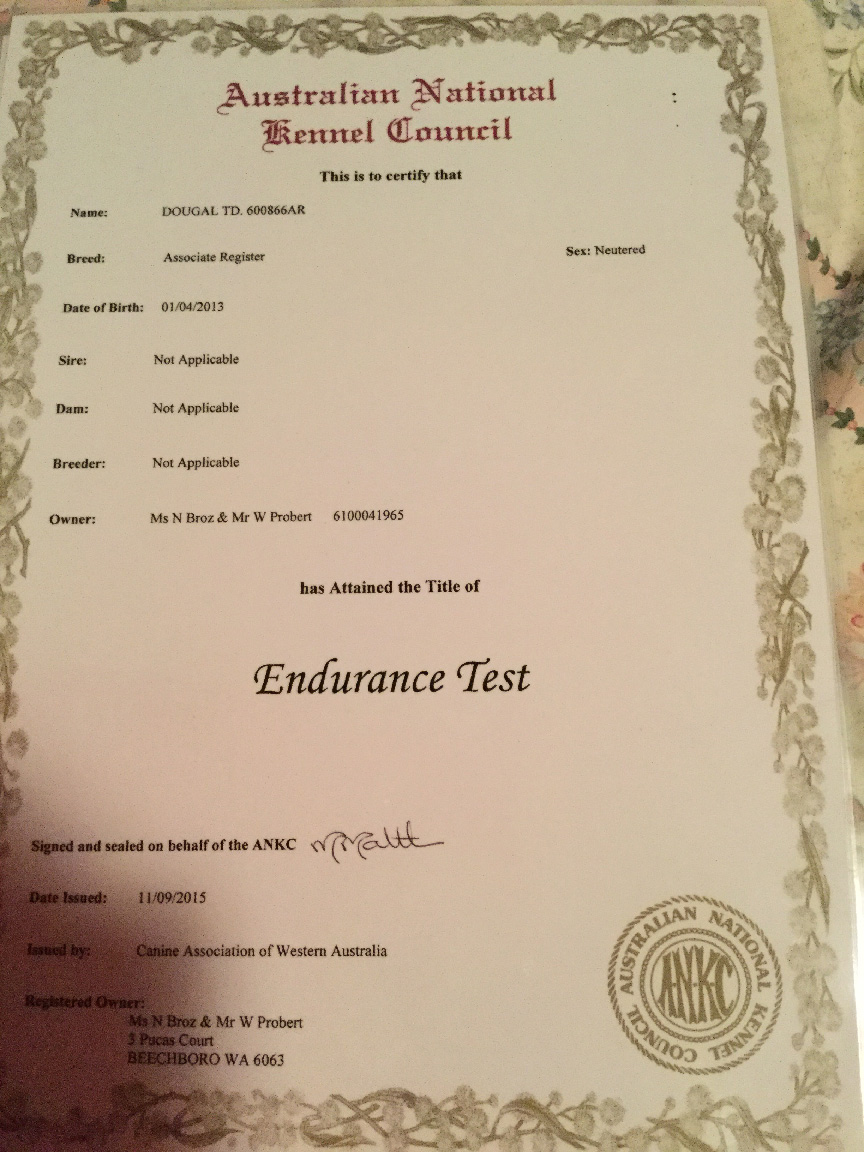 Australian National
Kennel Council
This is to certify that
Name: DOUGAL TD. 600866AR
Breed: Associate Register Sex: Neutered
Date of Birth: 01/04/2013
Sire: Not Applicable
Dam: Not Applicable
Breeder: Not Applicable
Owner: Ms N Broz & Mr W Probert 6100041965
has Attained the Title of
Endurance Test
Signed and sealed on behalf of the ANKC
Date Issued: 11/09/2015
Issued by: Canine Association of Western Australia
Registered Owner:
Ms N Broz & Mr W Probert
3 Pucas Court
BEECHBORO WA 6063
AUSTRALIAN NATIONAL KENNEL COUNCIL
ANKC